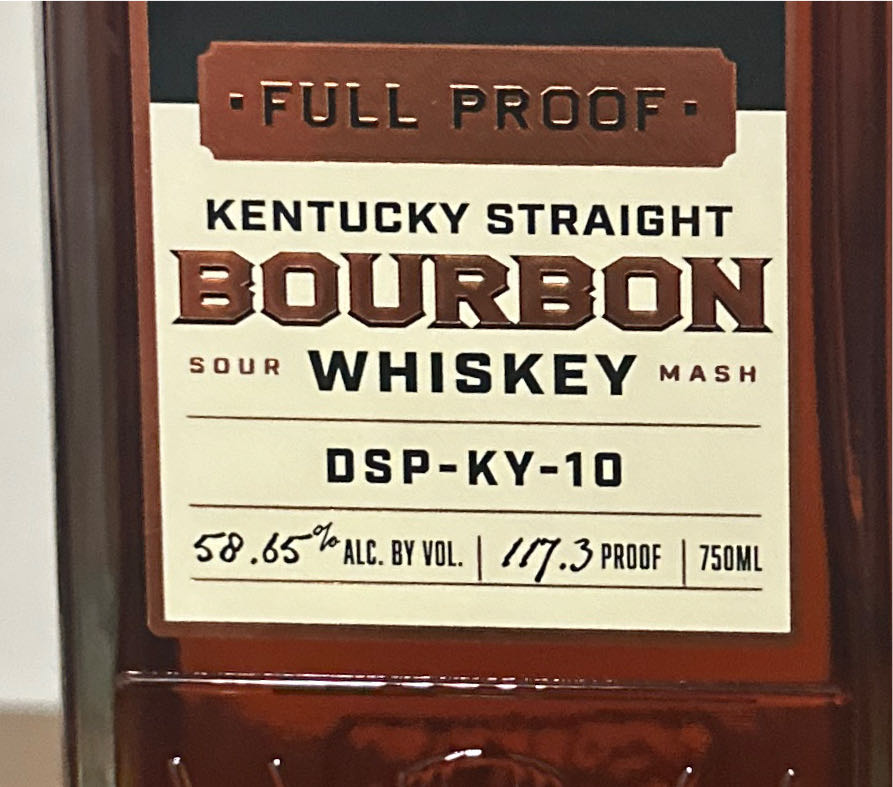 · FULL PROOF ·
KENTUCKY STRAIGHT
BOURBON
SOUR WHISKEY MASH
DSP-KY-10
58.65% ALC. BY VOL. | 117.3 PROOF | 750ML